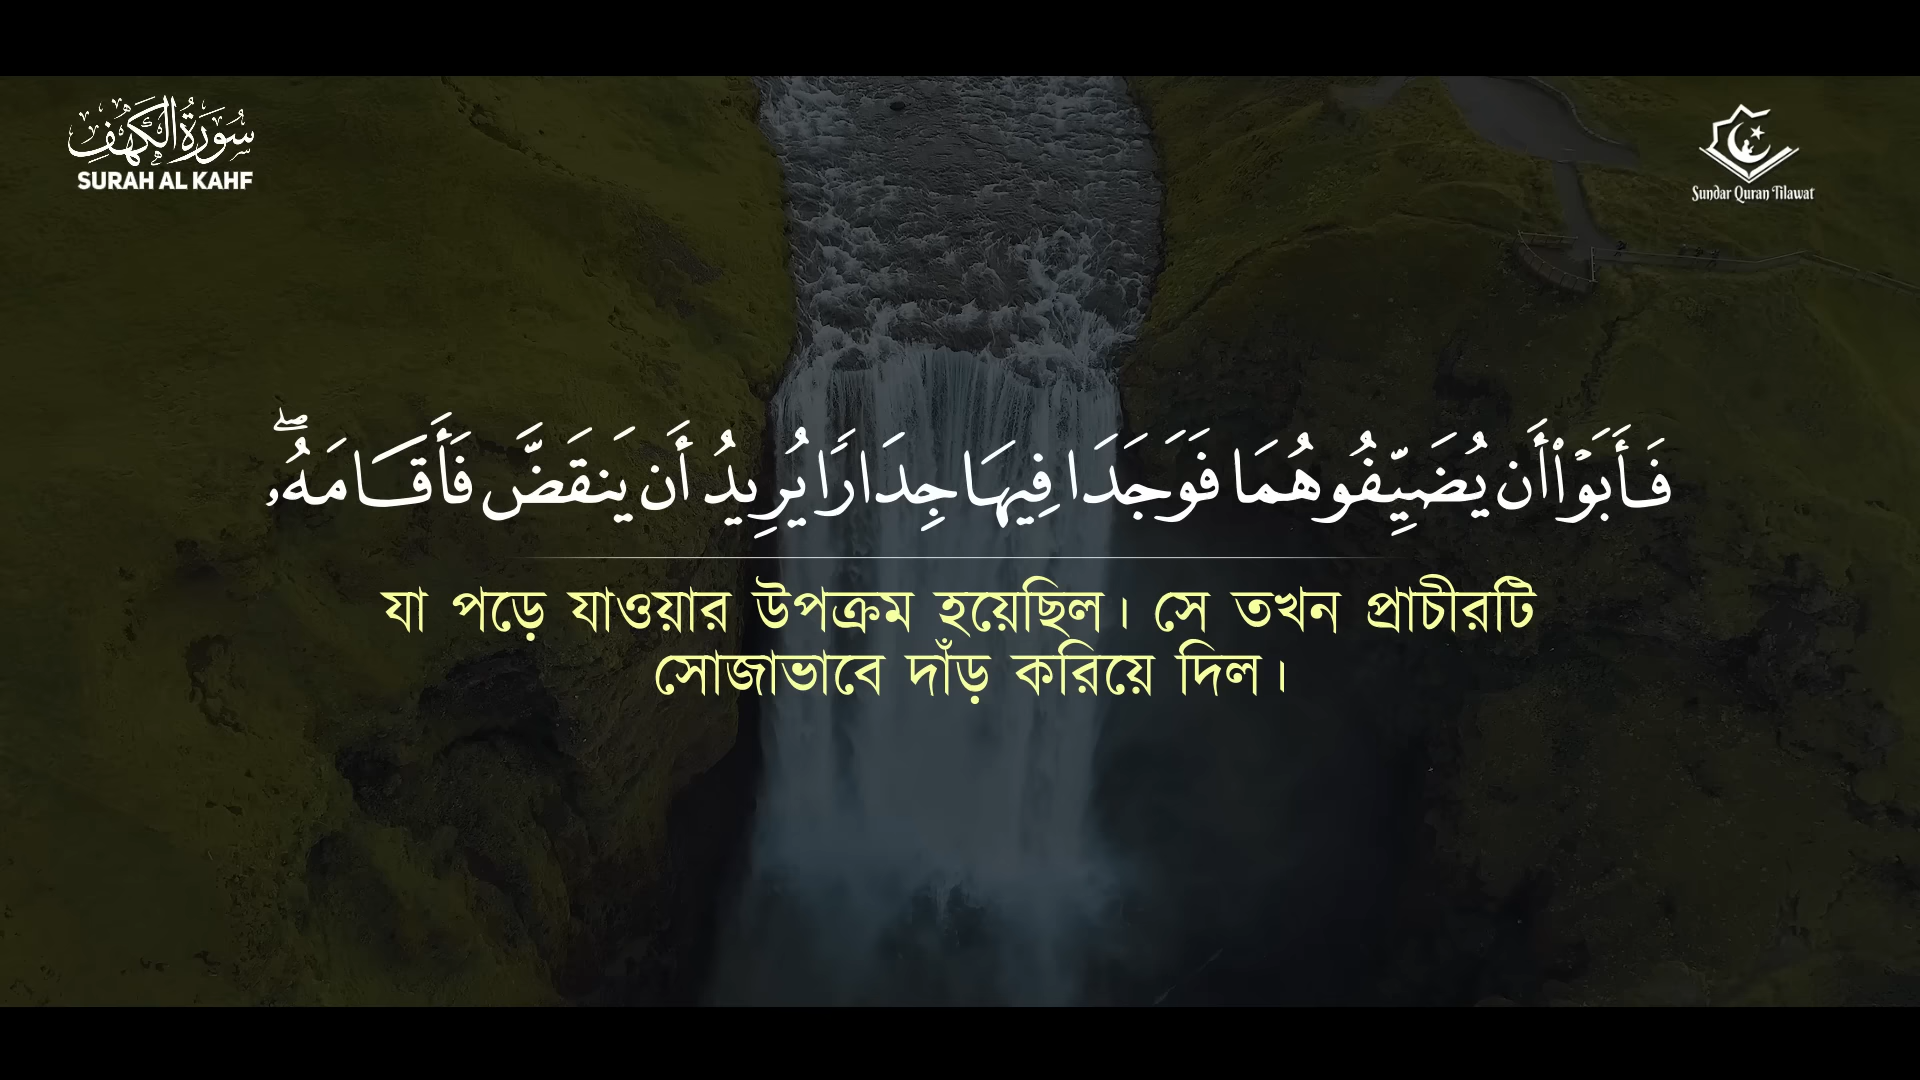 سُورَةُ الكَهْفِ
SURAH AL KAHF
Sundar Quran Tilawat
فَأَبَوْا۟ أَن يُضَيِّفُوهُمَا فَوَجَدَا فِيهَا جِدَارًا يُرِيدُ أَن يَنقَضَّ فَأَقَامَهُۥ ۖ
যা পড়ে যাওয়ার উপক্রম হয়েছিল। সে তখন প্রাচীরটি
সোজাভাবে দাঁড় করিয়ে দিল।